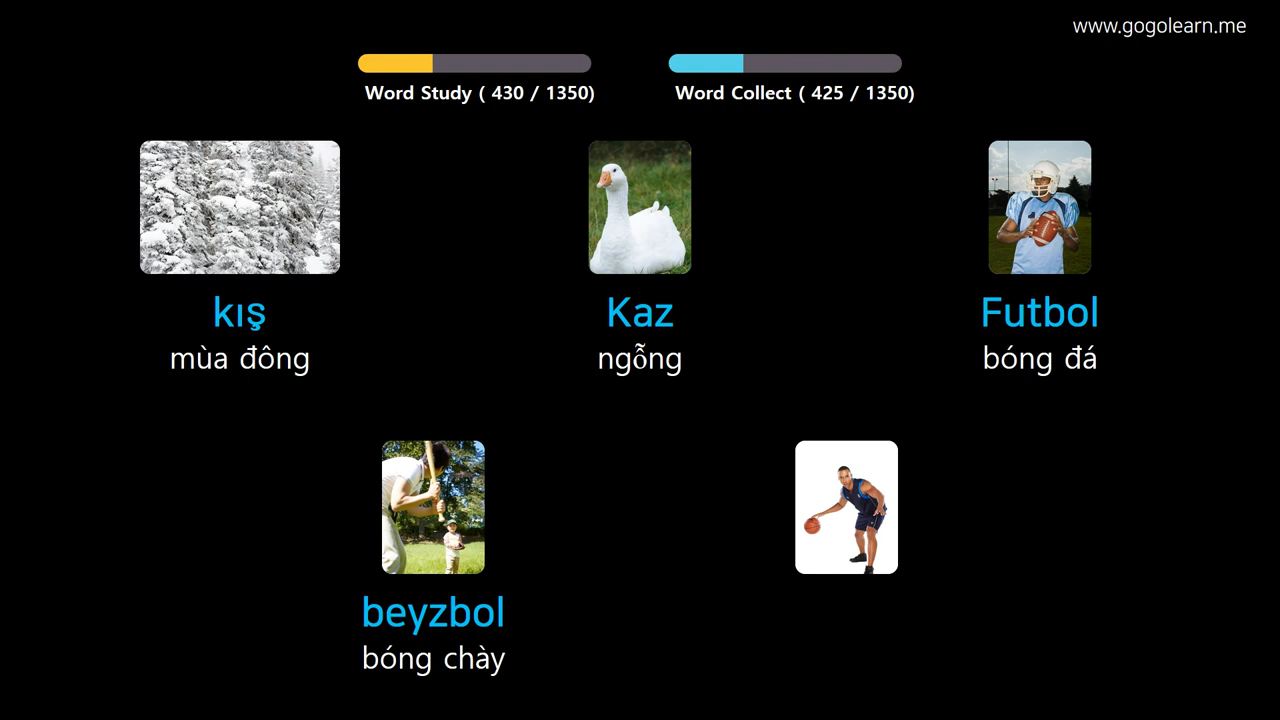 www.gogolearn.me
Word Study ( 430 / 1350)
Word Collect ( 425 / 1350)
kış
mùa đông
Kaz
ngỗng
Futbol
bóng đá
beyzbol
bóng chày